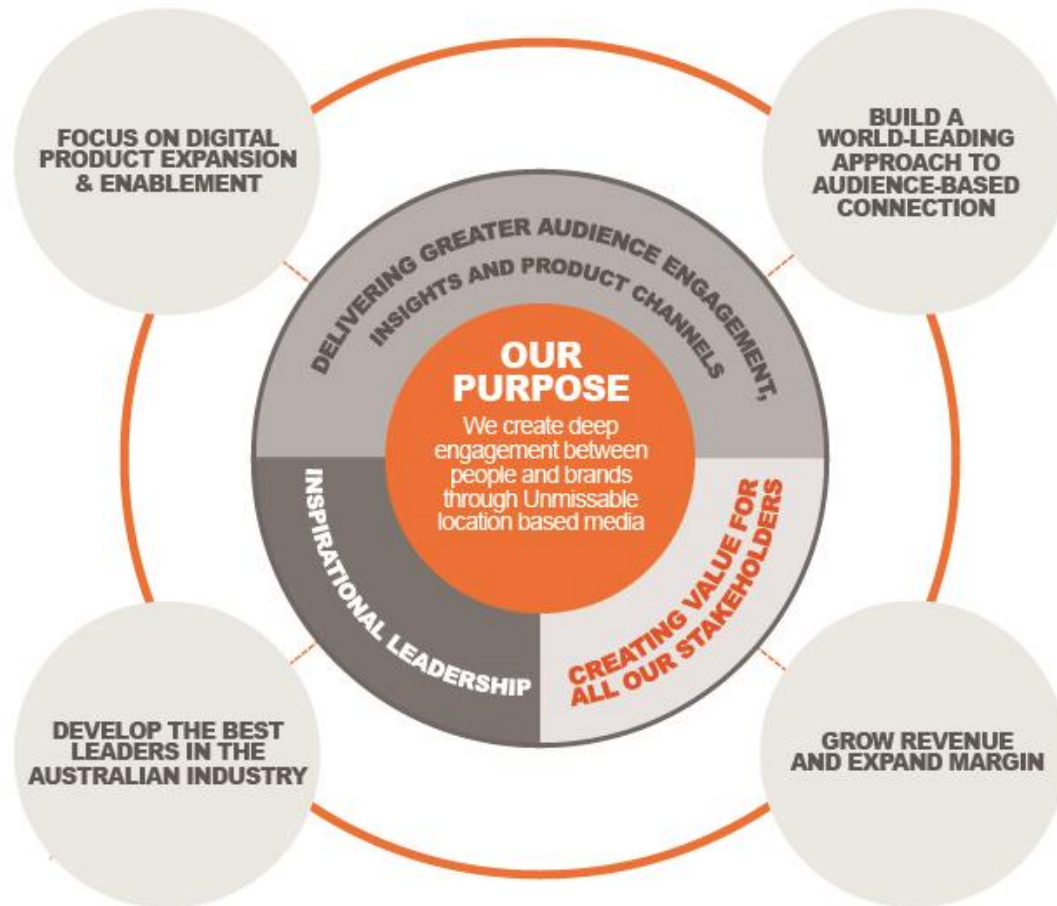 FOCUS ON DIGITAL
PRODUCT EXPANSION
& ENABLEMENT
BUILD A
WORLD-LEADING
APPROACH TO
AUDIENCE-BASED
CONNECTION
DELIVERING GREATER AUDIENCE ENGAGEMENT,
INSIGHTS AND PRODUCT CHANNELS
OUR
PURPOSE
We create deep
engagement between
people and brands
through Unmissable
location based media
INSPIRATIONAL LEADERSHIP
CREATING VALUE FOR
ALL OUR STAKEHOLDERS
DEVELOP THE BEST
LEADERS IN THE
AUSTRALIAN INDUSTRY
GROW REVENUE
AND EXPAND MARGIN